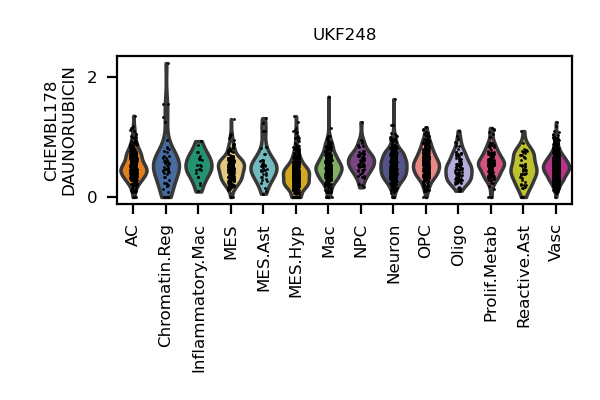 UKF248
CHEMBL178
DAUNORUBICIN
2
0
AC
Chromatin.Reg
Inflammatory.Mac
MES
MES.Ast
MES.Hyp
Mac
NPC
Neuron
OPC
Oligo
Prolif.Metab
Reactive.Ast
Vasc